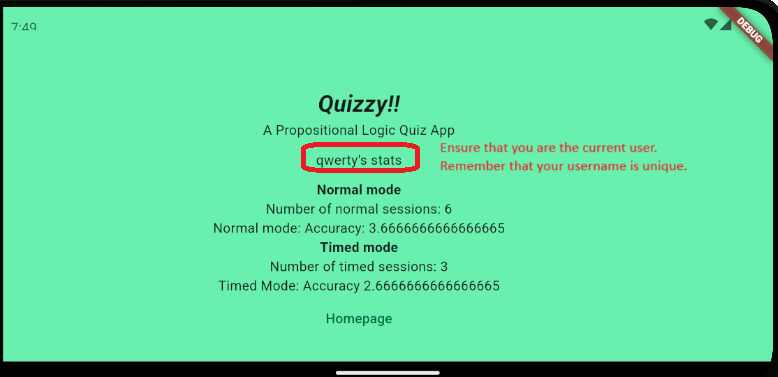 7:49
DEBUG
Quizzy!!
A Propositional Logic Quiz App
qwerty's stats
Ensure that you are the current user.
Remember that your username is unique.
Normal mode
Number of normal sessions: 6
Normal mode: Accuracy: 3.6666666666666665
Timed mode
Number of timed sessions: 3
Timed Mode: Accuracy 2.6666666666666665
Homepage